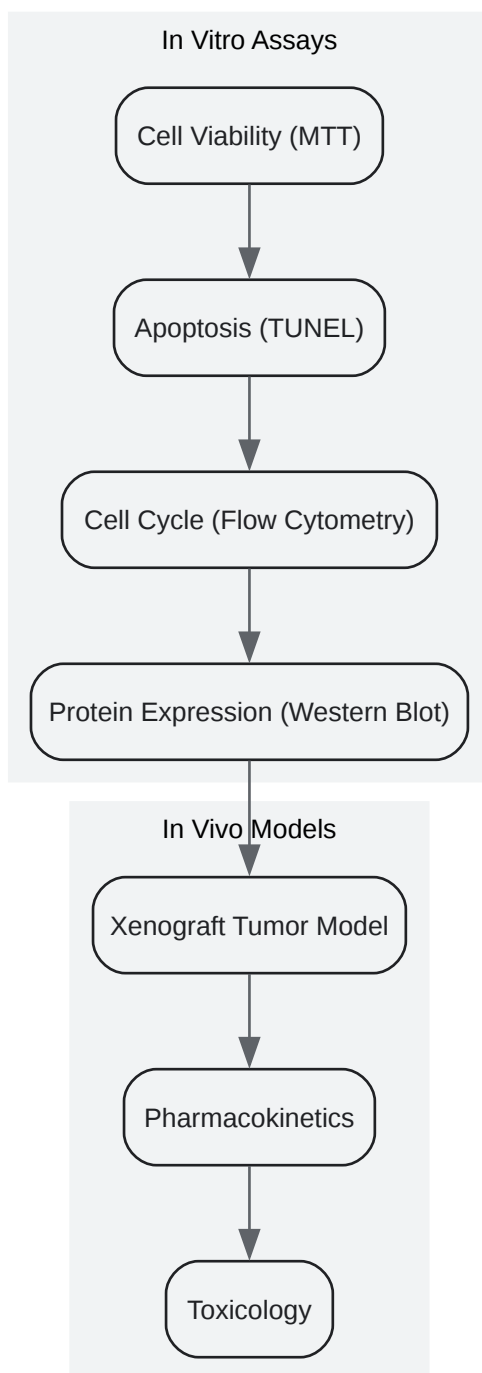 In Vitro Assays
Cell Viability (MTT)
Apoptosis (TUNEL)
Cell Cycle (Flow Cytometry)
Protein Expression (Western Blot)
In Vivo Models
Xenograft Tumor Model
Pharmacokinetics
Toxicology